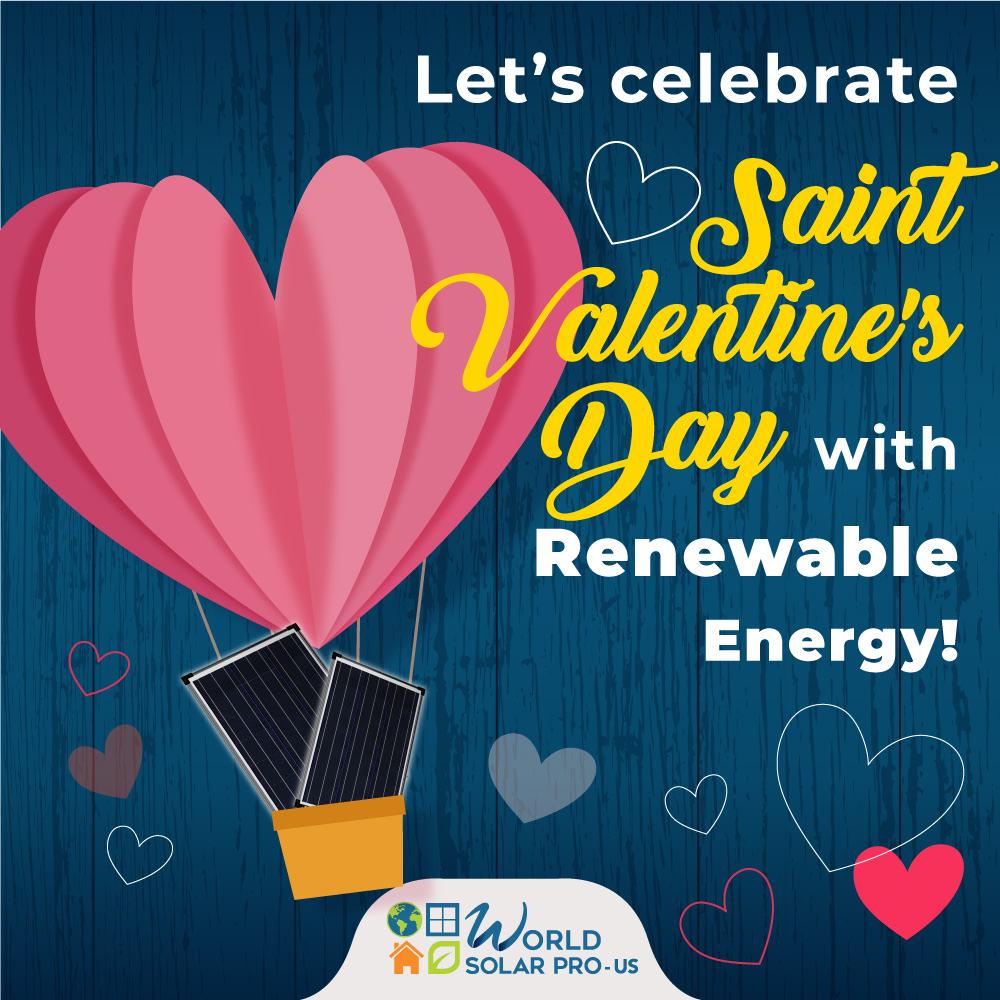 Let's celebrate
Saint
Valentine's
Day with
Renewable
Energy!
WORLD
SOLAR PRO-US